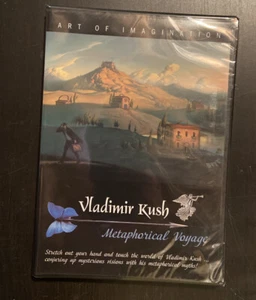 ART OF IMAGINATION
Vladimir Kush
Metaphorical Voyage
Stretch out your hand and touch the world of Vladimir Kush
conjuring up mysterious visions with his metaphorical myths!